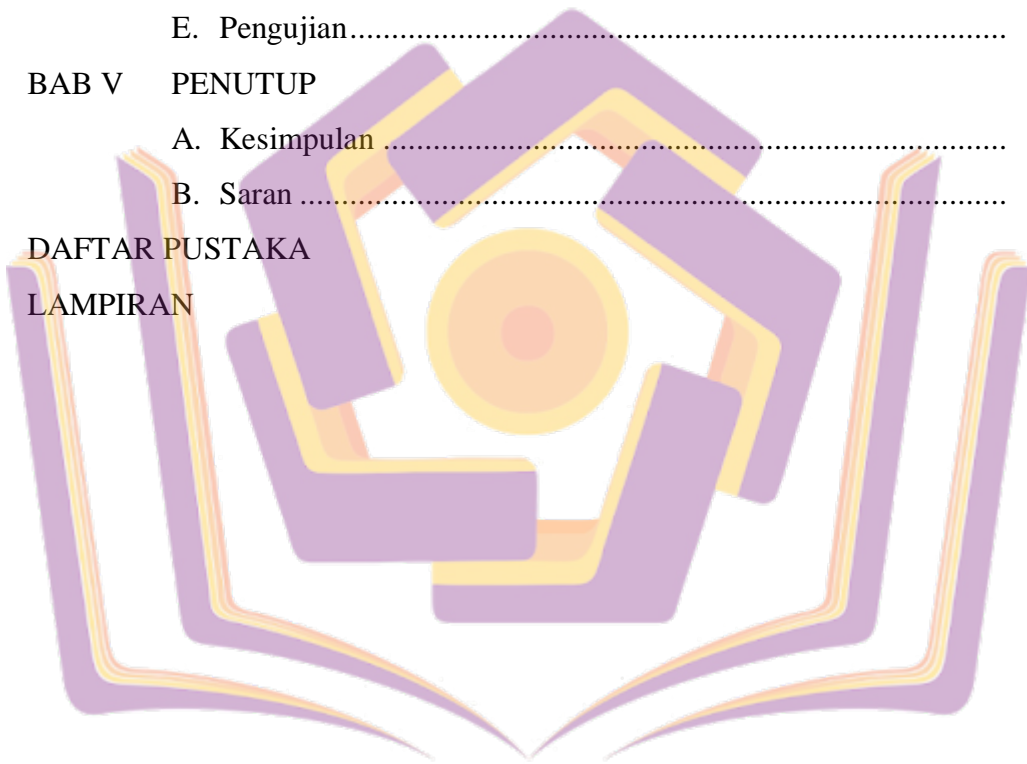 E. Pengujian..........................................................................
BAB V PENUTUP
A. Kesimpulan ......................................................................
B. Saran ................................................................................
DAFTAR PUSTAKA
LAMPIRAN